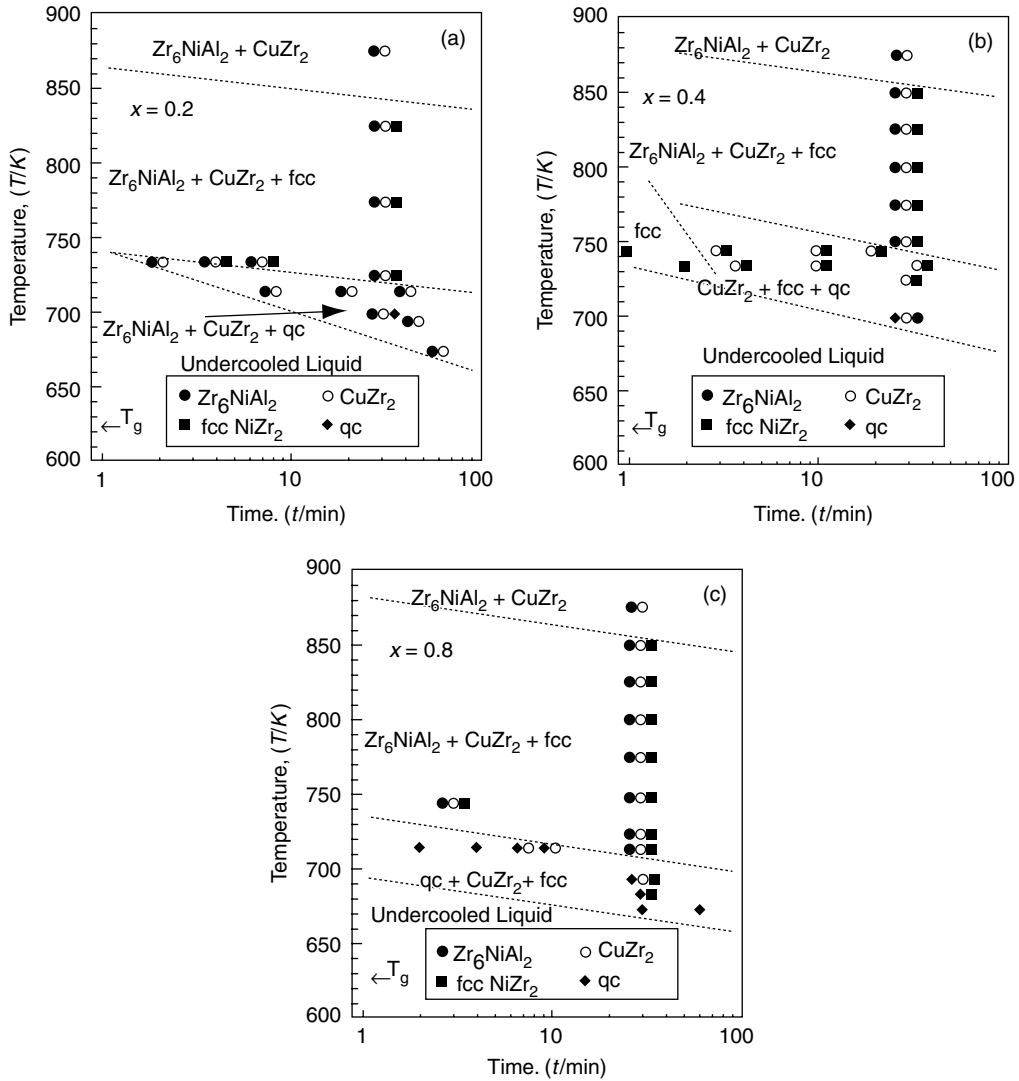 900
850
800
750
700
650
600
Temperature, (T/K)
(a)
Zr6NiAl2 + CuZr2
x = 0.2
Zr6NiAl2 + CuZr2 + fcc
Zr6NiAl2 + CuZr2 + qc
Undercooled Liquid
Zr6NiAl2
CuZr2
fcc NiZr2
qc
←Tg
1
10
100
Time. (t/min)
900
850
800
750
700
650
600
Temperature, (T/K)
Zr6NiAl2 + CuZr2
(b)
x = 0.4
Zr6NiAl2 + CuZr2 + fcc
fcc
CuZr2 + fcc + qc
Undercooled Liquid
Zr6NiAl2
CuZr2
fcc NiZr2
qc
←Tg
1
10
100
Time. (t/min)
900
850
800
750
700
650
600
Temperature, (T/K)
Zr6NiAl2 + CuZr2
(c)
x = 0.8
Zr6NiAl2 + CuZr2 + fcc
qc + CuZr2+ fcc
Undercooled Liquid
Zr6NiAl2
CuZr2
fcc NiZr2
qc
←Tg
1
10
100
Time. (t/min)